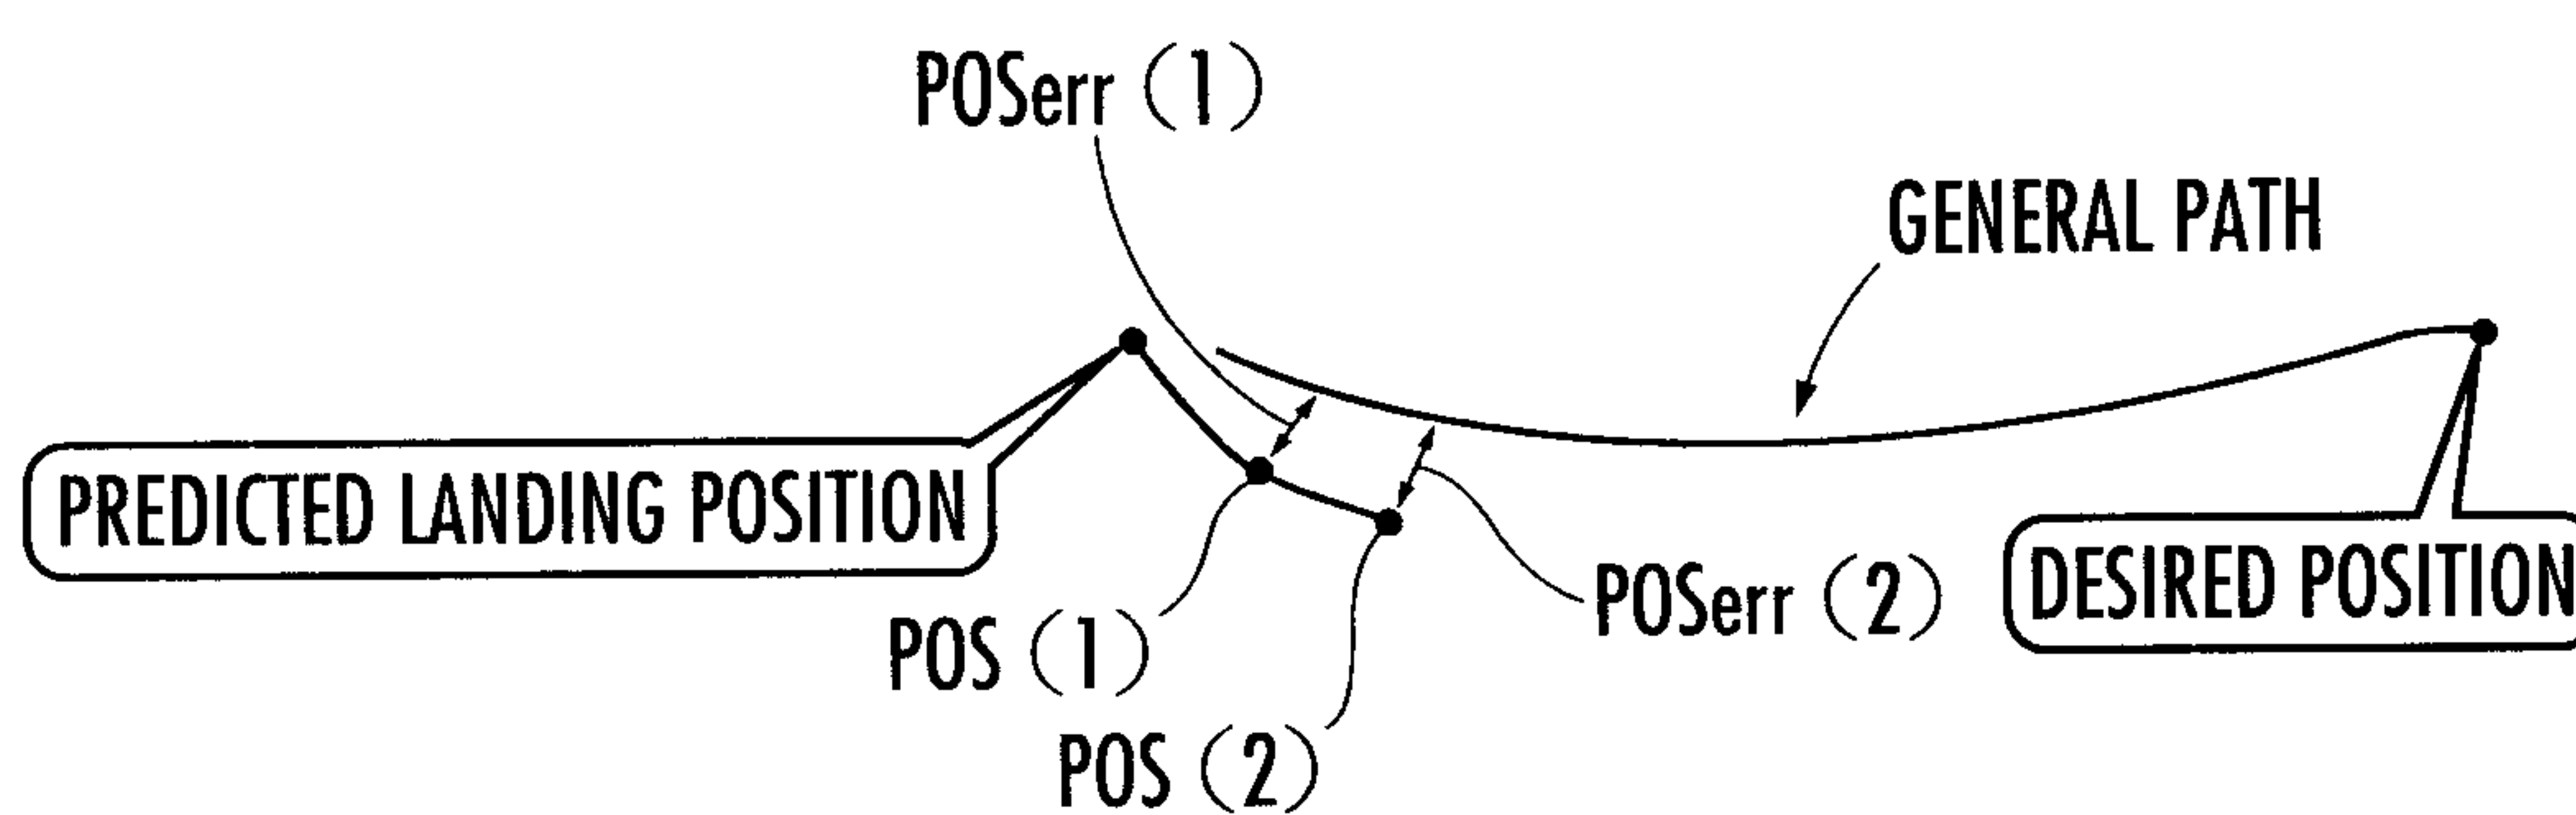 POSerr (1)
GENERAL PATH
PREDICTED LANDING POSITION
DESIRED POSITION
POSerr (2)
POS (1)
POS (2)